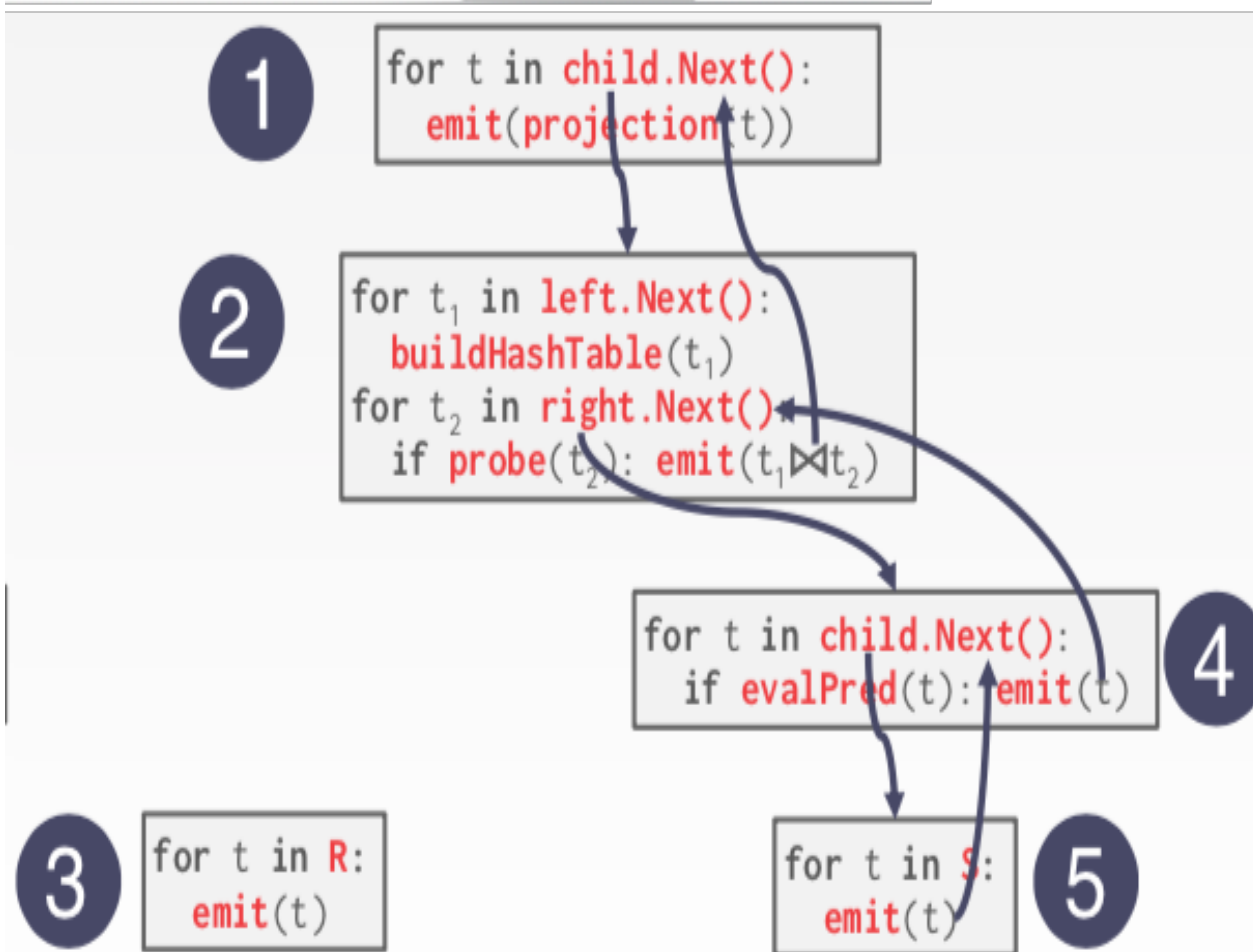 1
for t in child.Next():
emit(projection(t))
2
for t₁ in left.Next():
buildHashTable(t₁)
for t₂ in right.Next():
if probe(t₂): emit(t₁⋈t₂)
for t in child.Next():
if evalPred(t): emit(t)
4
3
for t in R:
emit(t)
for t in S:
emit(t)
5